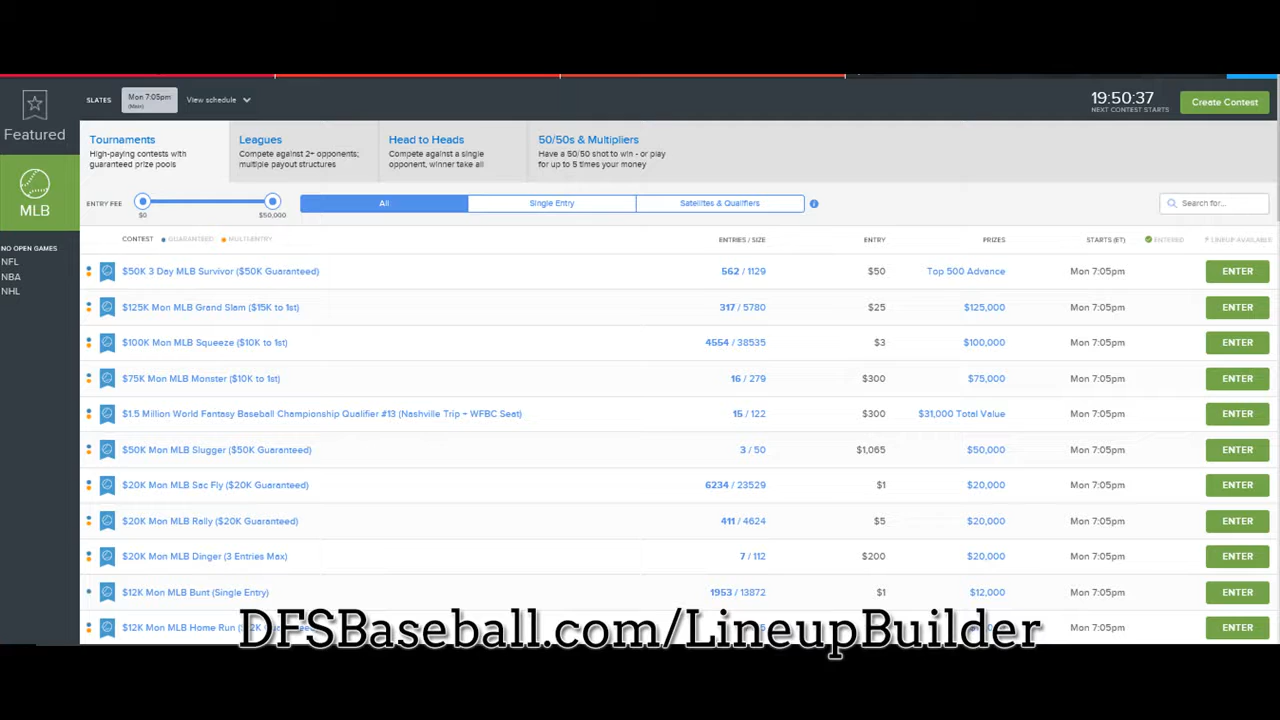 SLATES
Mon 7:05pm
(Main)
View schedule
19:50:37
NEXT CONTEST STARTS
Create Contest
Featured
MLB
NO OPEN GAMES
NFL
NBA
NHL
Tournaments
High-paying contests with
guaranteed prize pools
Leagues
Compete against 2+ opponents;
multiple payout structures
Head to Heads
Compete against a single
opponent, winner take all
50/50s & Multipliers
Have a 50/50 shot to win - or play
for up to 5 times your money
ENTRY FEE
$0
$50,000
All
Single Entry
Satellites & Qualifiers
Search for...
CONTEST GUARANTEED MULTI-ENTRY ENTRIES / SIZE ENTRY PRIZES STARTS (ET) ENTERED LINEUP AVAILABLE
$50K 3 Day MLB Survivor ($50K Guaranteed) 562 / 1129 $50 Top 500 Advance Mon 7:05pm ENTER
$125K Mon MLB Grand Slam ($15K to 1st) 317 / 5780 $25 $125,000 Mon 7:05pm ENTER
$100K Mon MLB Squeeze ($10K to 1st) 4554 / 38535 $3 $100,000 Mon 7:05pm ENTER
$75K Mon MLB Monster ($10K to 1st) 16 / 279 $300 $75,000 Mon 7:05pm ENTER
$1.5 Million World Fantasy Baseball Championship Qualifier #13 (Nashville Trip + WFBC Seat) 15 / 122 $300 $31,000 Total Value Mon 7:05pm ENTER
$50K Mon MLB Slugger ($50K Guaranteed) 3 / 50 $1,065 $50,000 Mon 7:05pm ENTER
$20K Mon MLB Sac Fly ($20K Guaranteed) 6234 / 23529 $1 $20,000 Mon 7:05pm ENTER
$20K Mon MLB Rally ($20K Guaranteed) 411 / 4624 $5 $20,000 Mon 7:05pm ENTER
$20K Mon MLB Dinger (3 Entries Max) 7 / 112 $200 $20,000 Mon 7:05pm ENTER
$12K Mon MLB Bunt (Single Entry) 1953 / 13872 $1 $12,000 Mon 7:05pm ENTER
$12K Mon MLB Home Run Mon 7:05pm ENTER
DFSBaseball.com/LineupBuilder